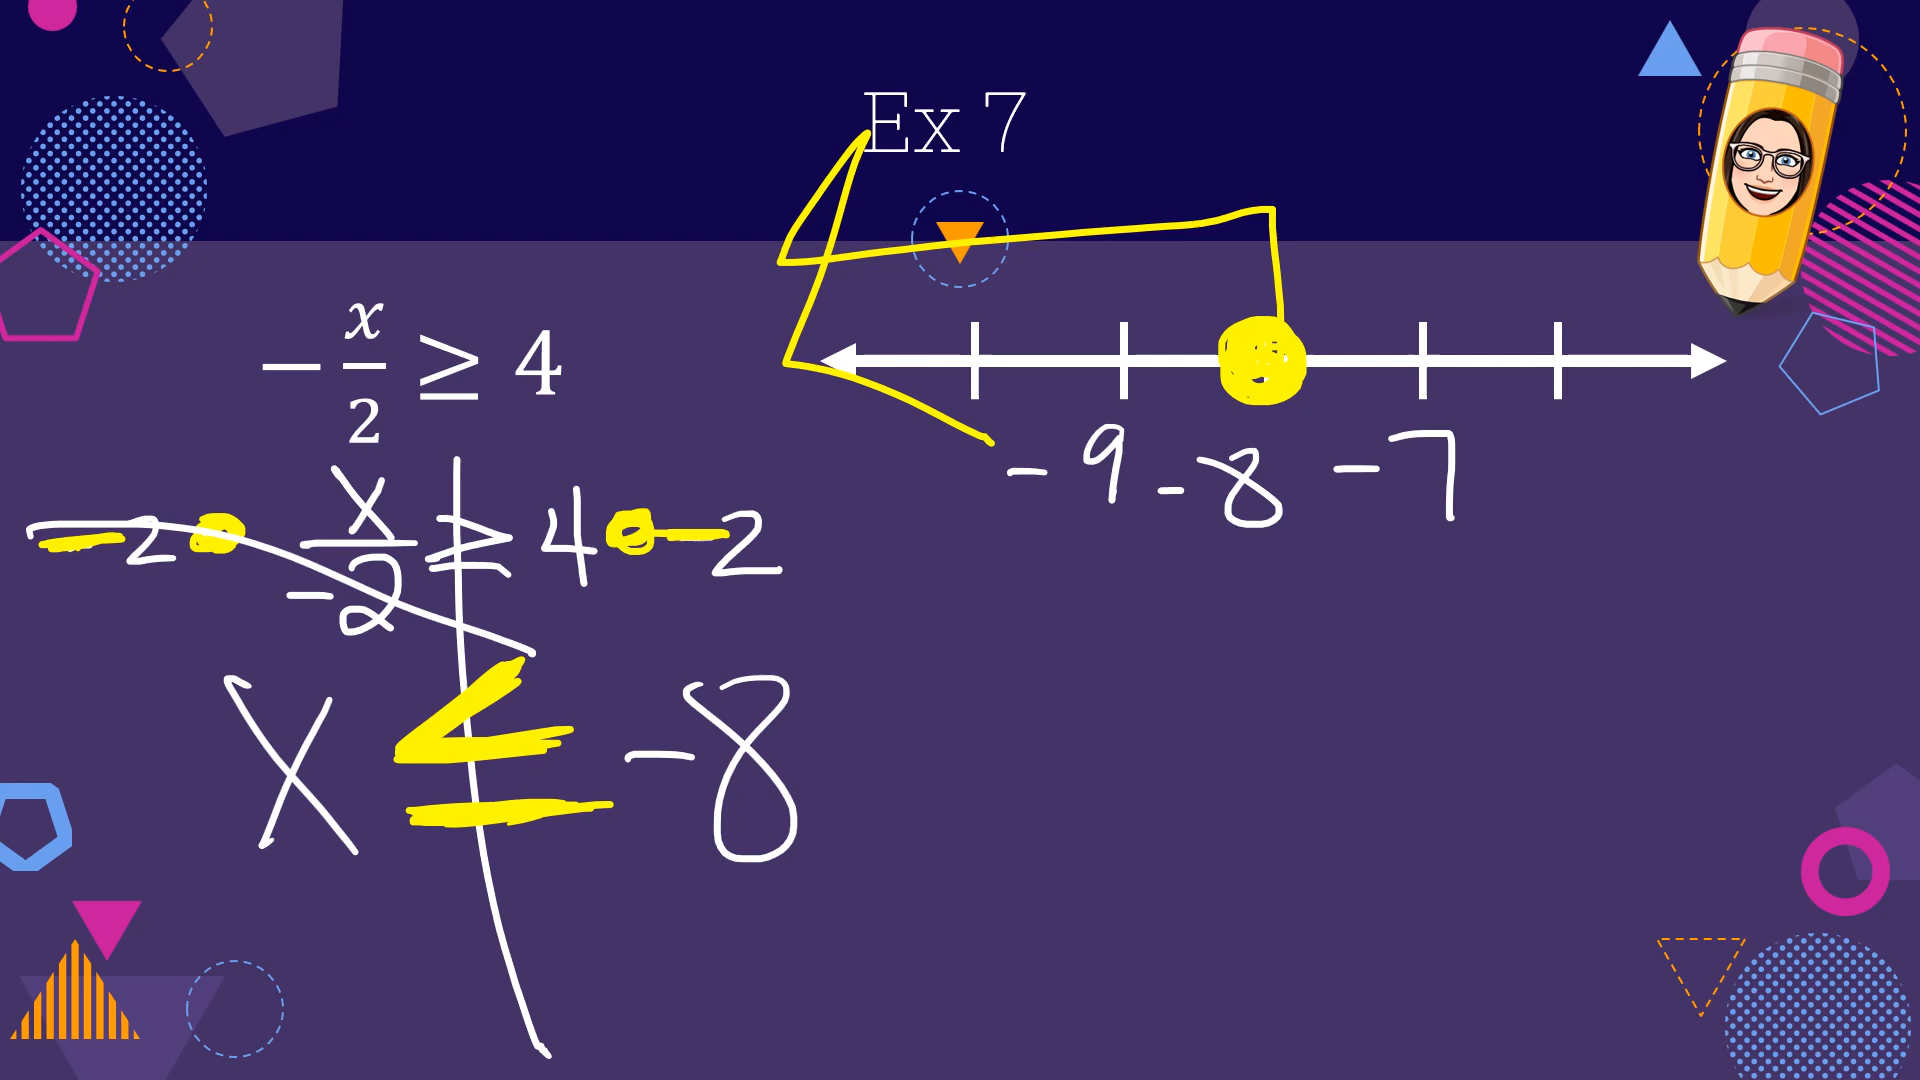 Ex 7
-x/2 ≥ 4
-2 • x/-2 ≥ 4 • -2
x ≤ -8
-9 -8 -7